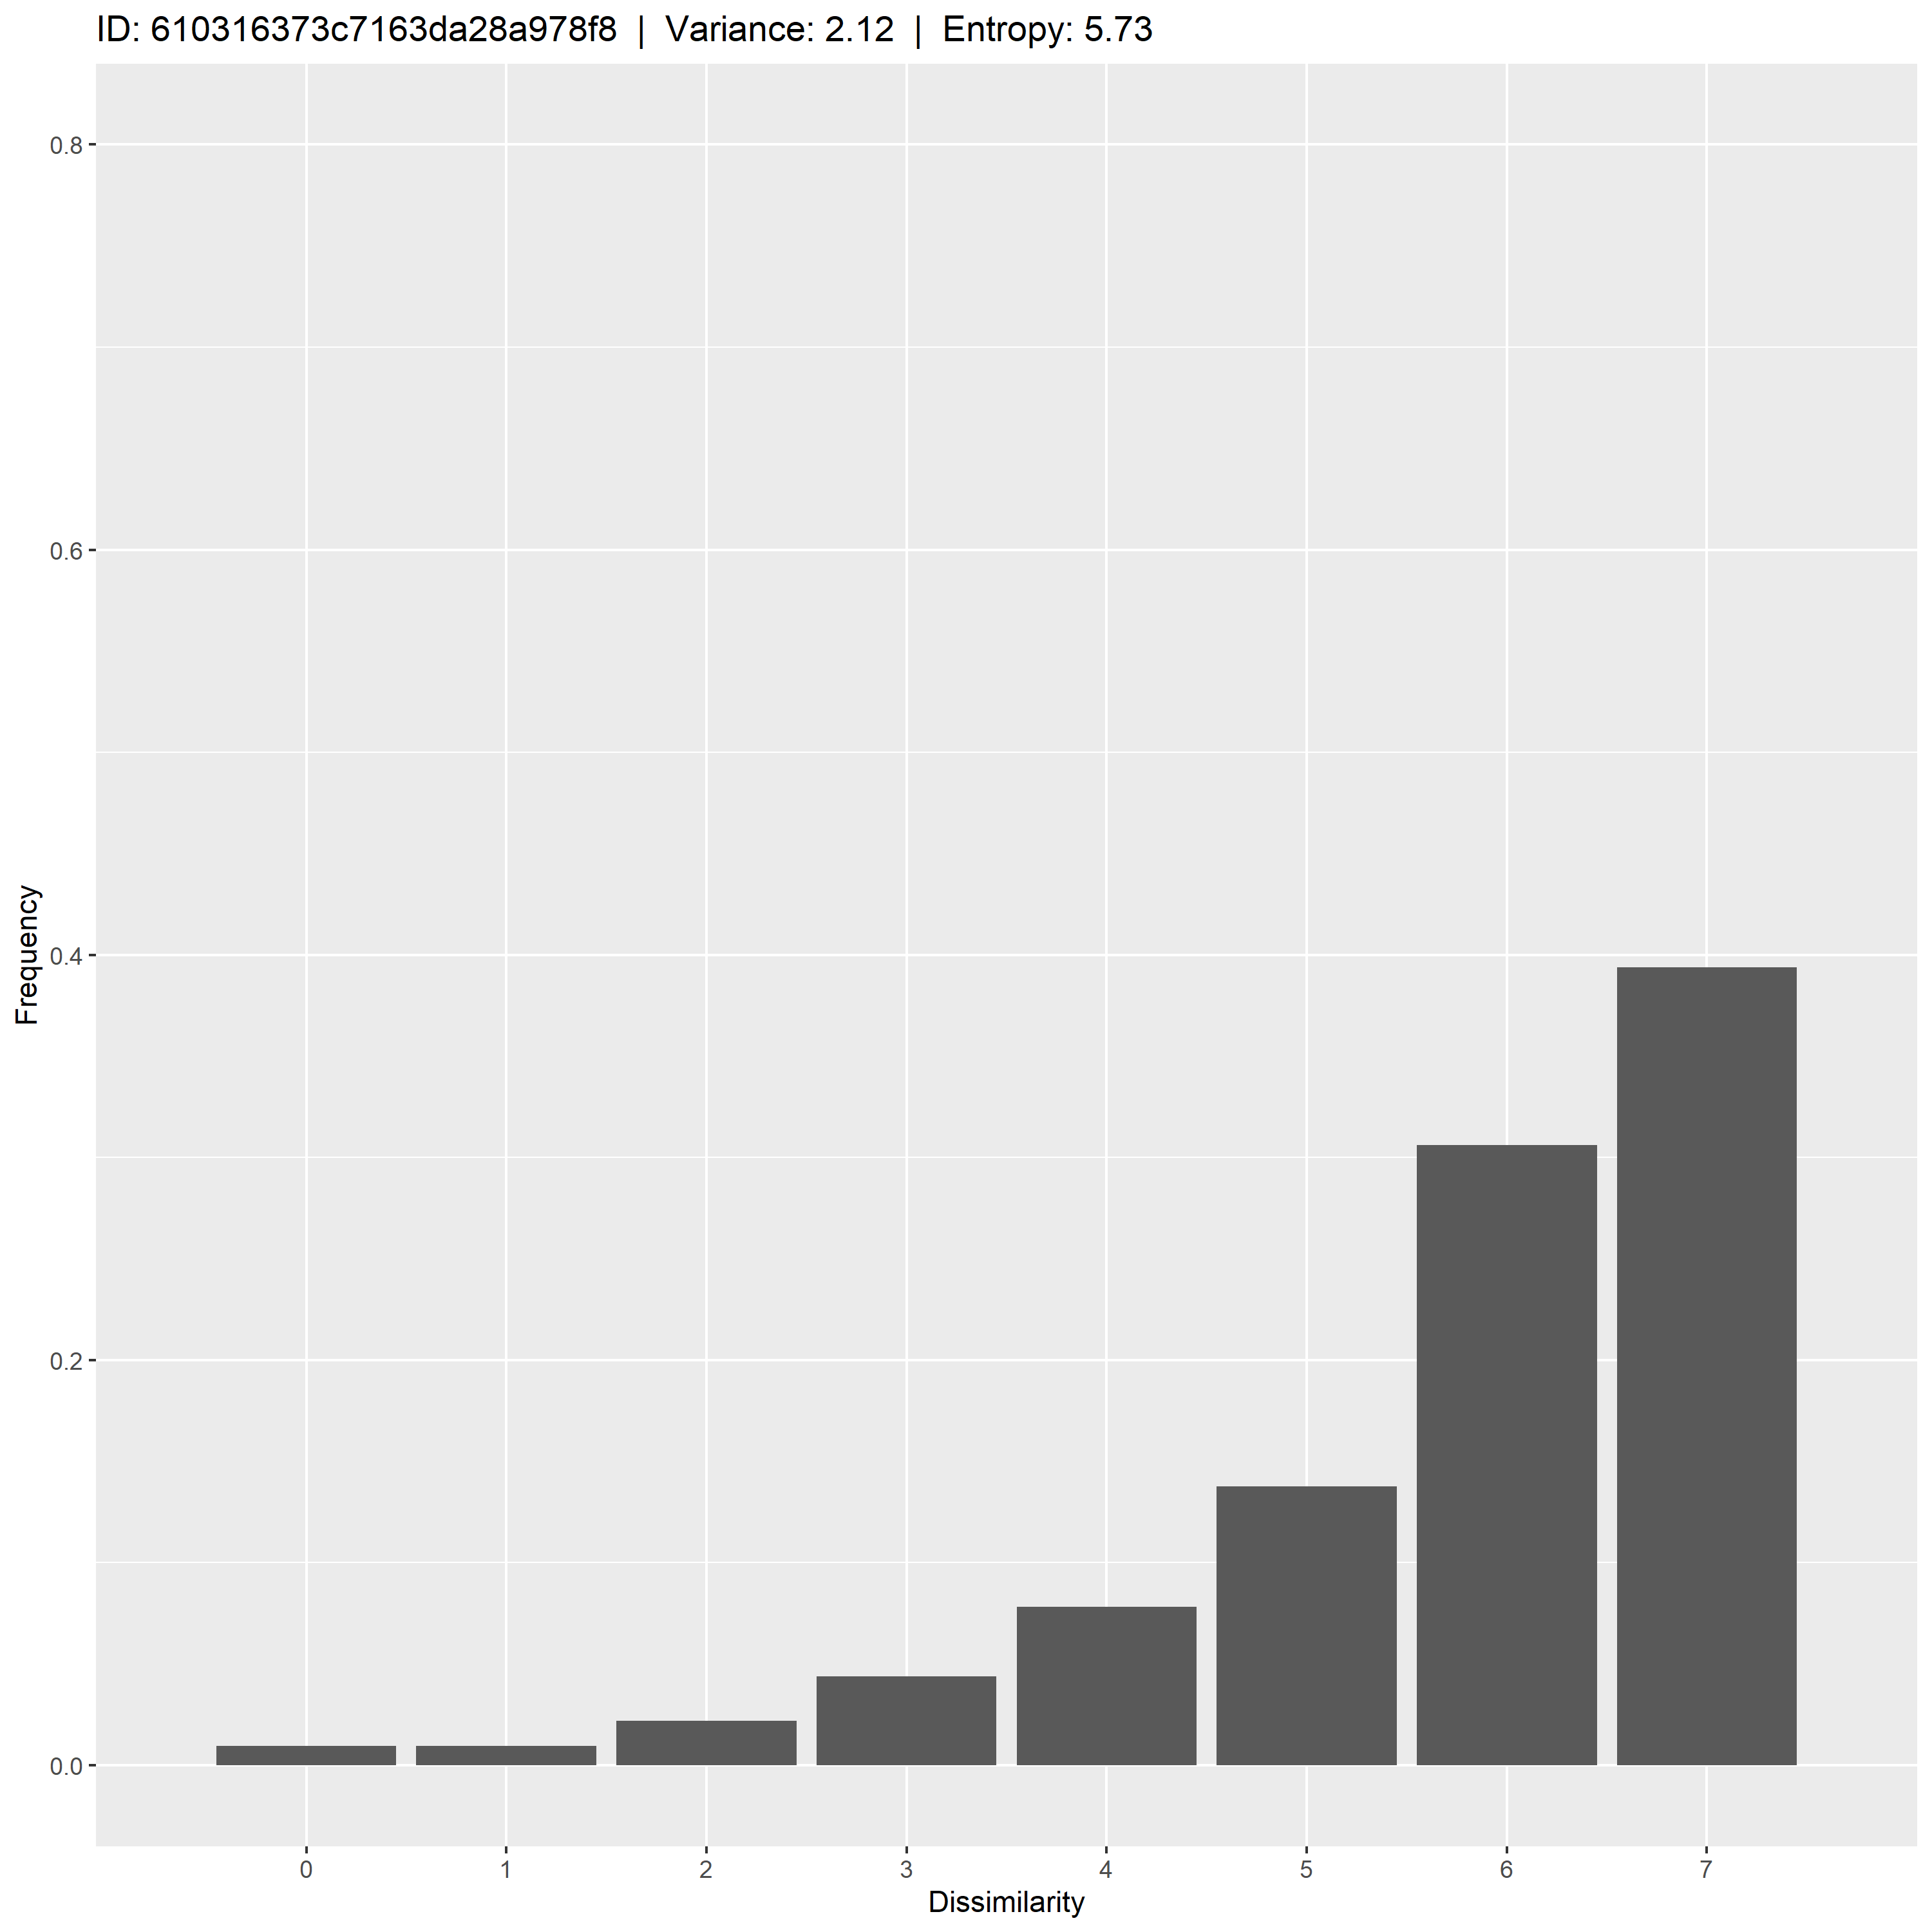 ID: 610316373c7163da28a978f8 | Variance: 2.12 | Entropy: 5.73
0.8
0.6
0.4
0.2
0.0
Frequency
0 1 2 3 4 5 6 7
Dissimilarity